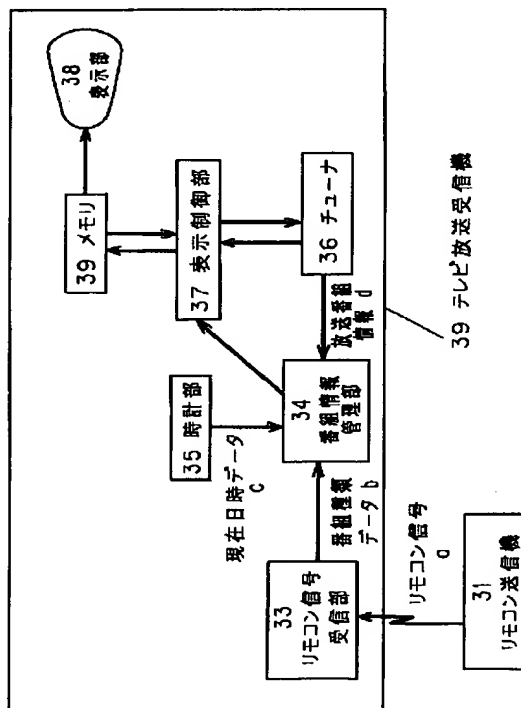 38
表示部
39 メモリ
37 表示制御部
36 チューナ
放送番組
情報 d
35 時計部
現在日時データ
c
34
番組情報
管理部
番組種類
データ b
33
リモコン信号
受信部
リモコン信号
a
31
リモコン送信機
39 テレビ放送受信機